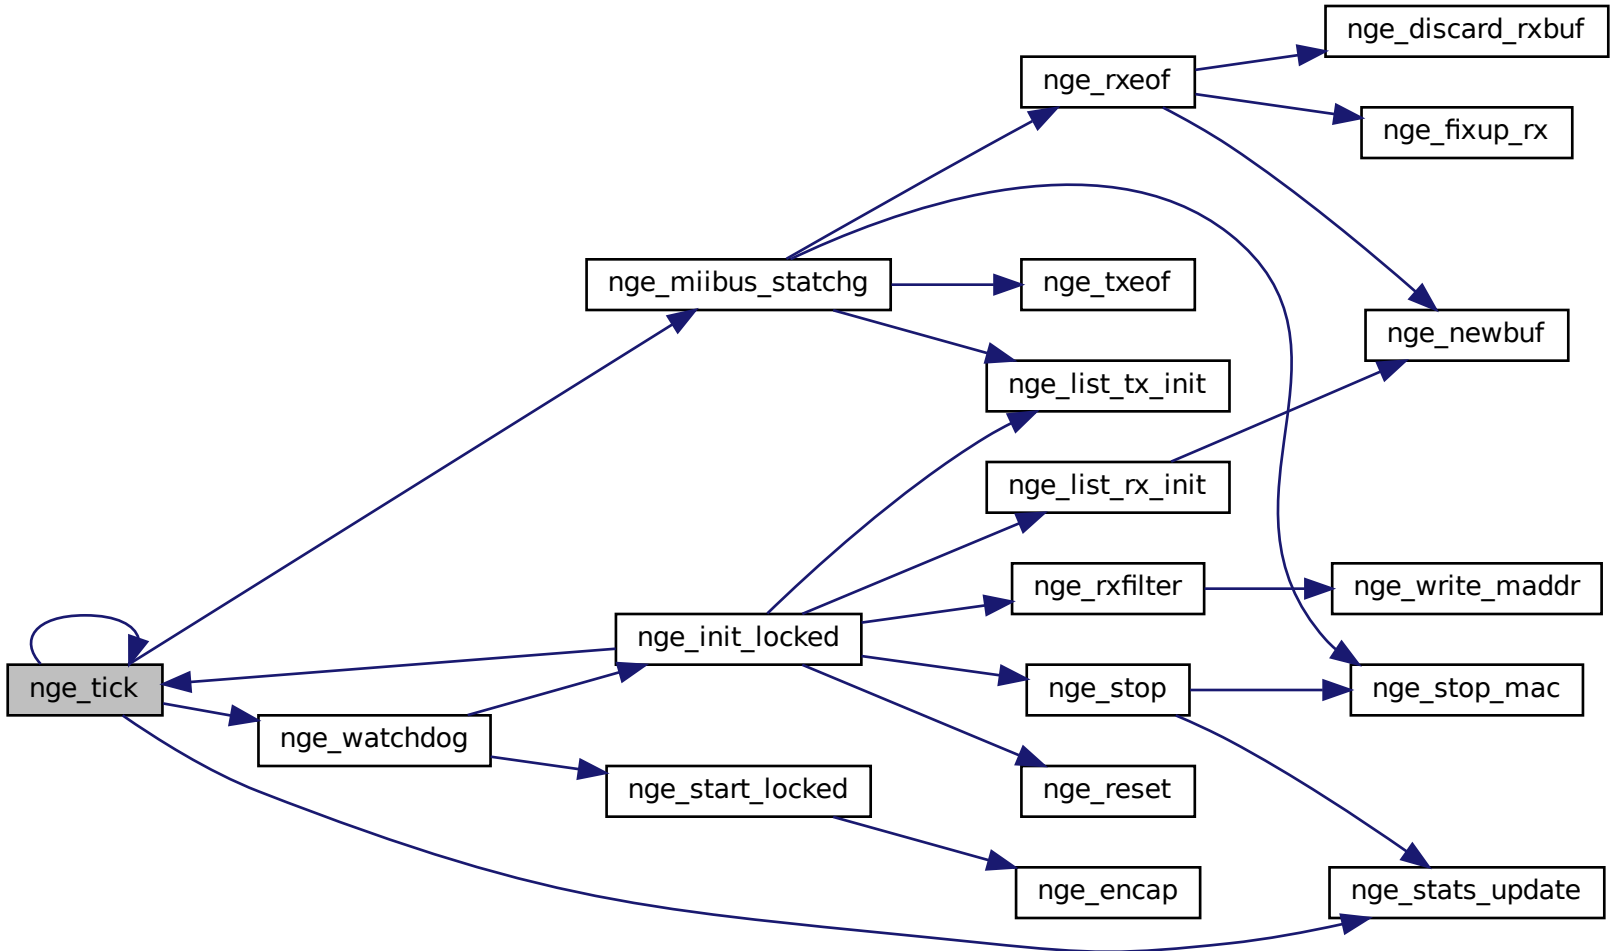 nge_discard_rxbuf
nge_rxeof
nge_fixup_rx
nge_miibus_statchg
nge_txeof
nge_newbuf
nge_list_tx_init
nge_list_rx_init
nge_rxfilter
nge_write_maddr
nge_init_locked
nge_tick
nge_stop
nge_stop_mac
nge_watchdog
nge_start_locked
nge_reset
nge_encap
nge_stats_update